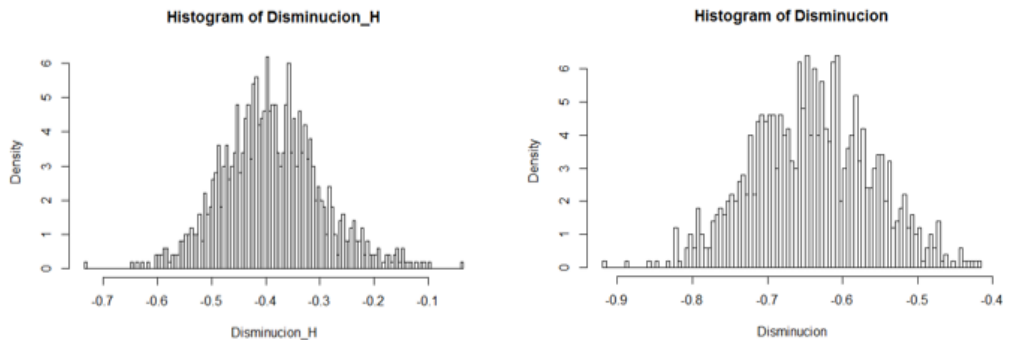 Histogram of Disminucion_H
Density
6
5
4
3
2
1
0
-0.7 -0.6 -0.5 -0.4 -0.3 -0.2 -0.1
Disminucion_H
Histogram of Disminucion
Density
6
5
4
3
2
1
0
-0.9 -0.8 -0.7 -0.6 -0.5 -0.4
Disminucion